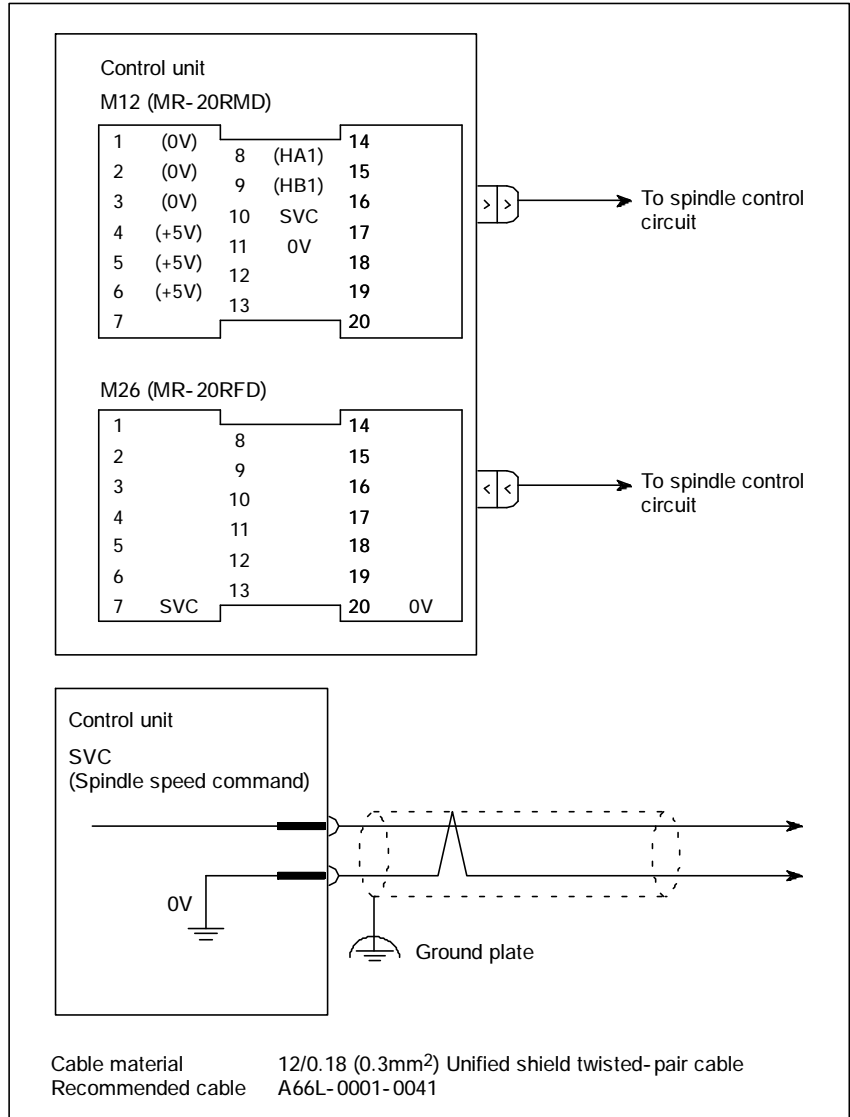 Control unit
M12 (MR-20RMD)
1 (0V) 14
8 (HA1)
2 (0V) 15
9 (HB1)
3 (0V) 16
10 SVC
4 (+5V) 17
11 0V
5 (+5V) 18
12
6 (+5V) 19
13
7 20
> >
To spindle control
circuit
M26 (MR-20RFD)
1 14
8
2 15
9
3 16
10
4 17
11
5 18
12
6 19
13
7 SVC 20 0V
< <
To spindle control
circuit
Control unit
SVC
(Spindle speed command)
0V
Ground plate
Cable material 12/0.18 (0.3mm²) Unified shield twisted-pair cable
Recommended cable A66L-0001-0041